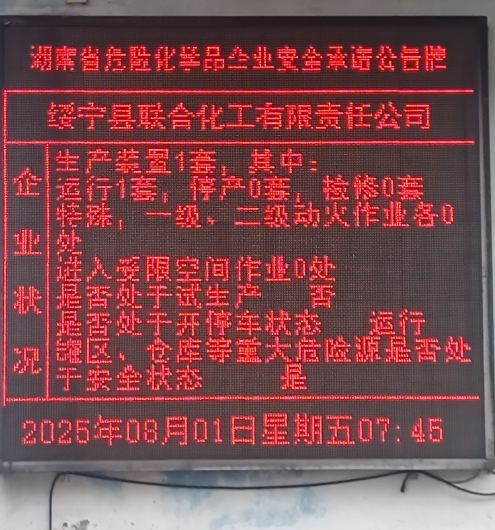 湖南省危险化学品企业安全承诺公告牌
绥宁县联合化工有限责任公司
企业状况
生产装置1套，其中：
运行1套，停产0套，检修0套
特殊，一级、二级动火作业各0
处
进入受限空间作业0处
是否处于试生产 否
是否处于开停车状态 运行
罐区、仓库等重大危险源是否处
于安全状态 是
2025年08月01日星期五07:45